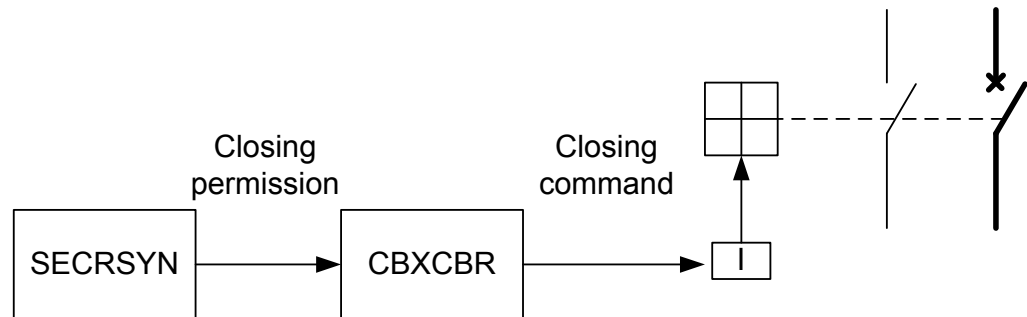 Closing
permission
Closing
command
SECRSYN
CBXCBR
I